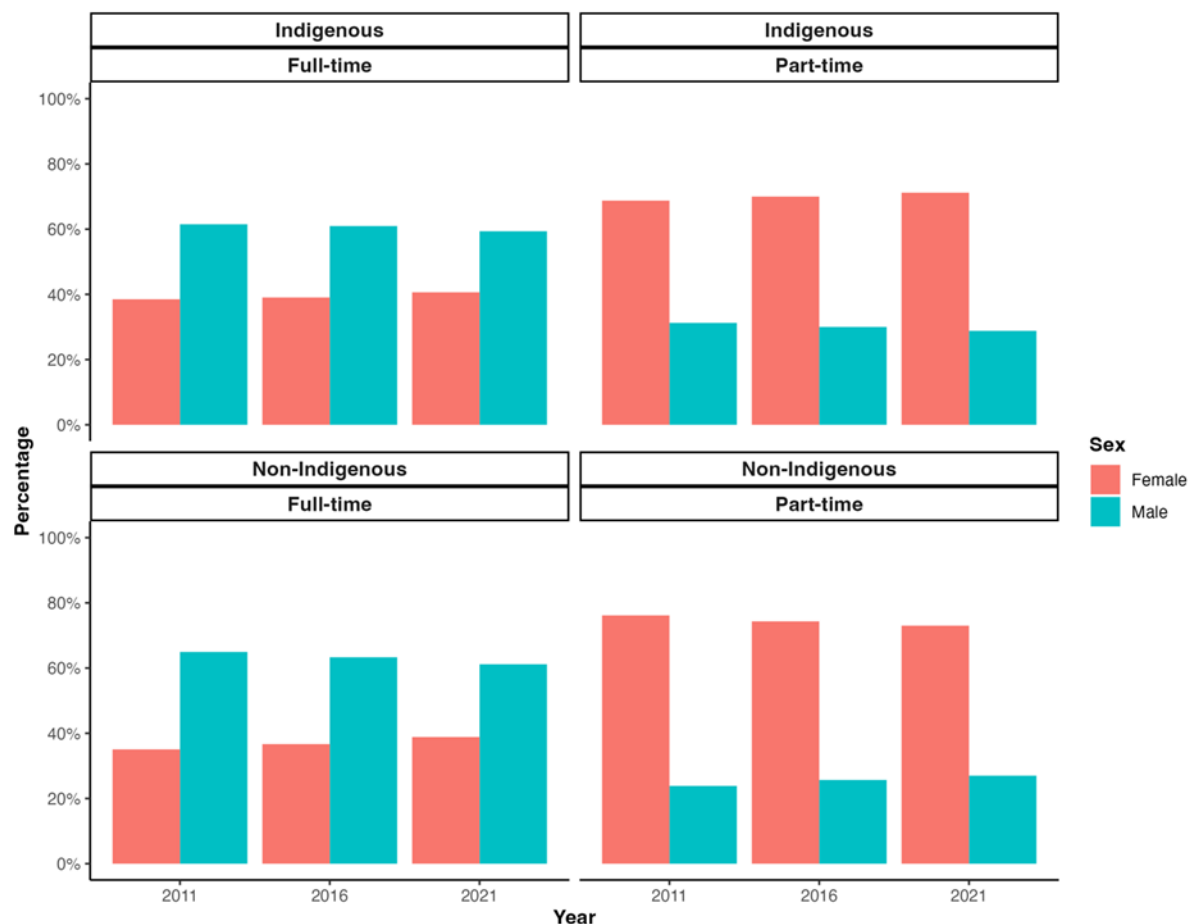 Indigenous
Full-time
Indigenous
Part-time
100%
80%
60%
40%
20%
0%
Non-Indigenous
Full-time
Non-Indigenous
Part-time
100%
80%
60%
40%
20%
0%
2011 2016 2021
2011 2016 2021
Year
Percentage
Sex
Female
Male